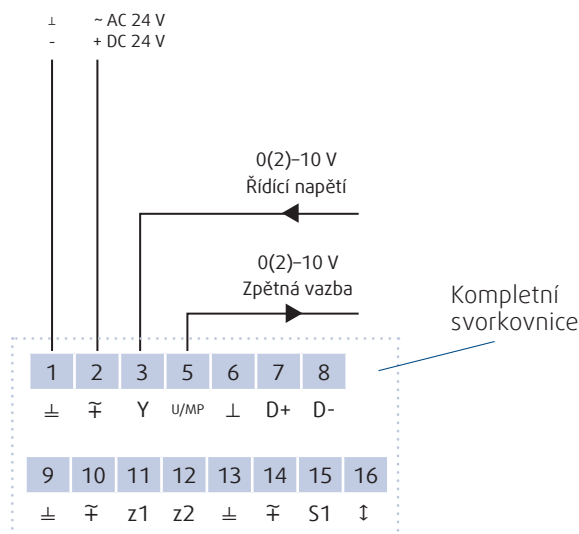 ⊥ ~ AC 24 V
- + DC 24 V
0(2)–10 V
Řídící napětí
0(2)–10 V
Zpětná vazba
Kompletní
svorkovnice
1 2 3 5 6 7 8
⫨ ∓̃ Y U/MP ⊥ D+ D-
9 10 11 12 13 14 15 16
⫨ ∓̃ z1 z2 ⫨ ∓̃ S1 ↕